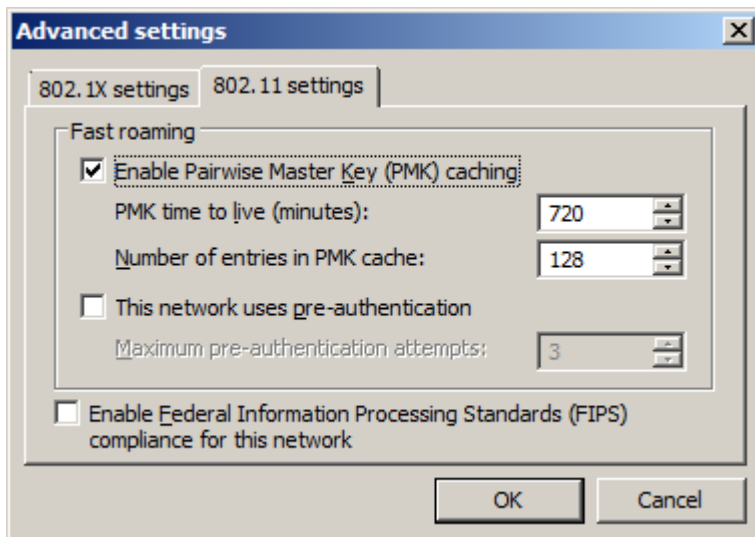 Advanced settings
802.1X settings
802.11 settings
Fast roaming
Enable Pairwise Master Key (PMK) caching
PMK time to live (minutes):
720
Number of entries in PMK cache:
128
This network uses pre-authentication
Maximum pre-authentication attempts:
3
Enable Federal Information Processing Standards (FIPS)
compliance for this network
OK
Cancel